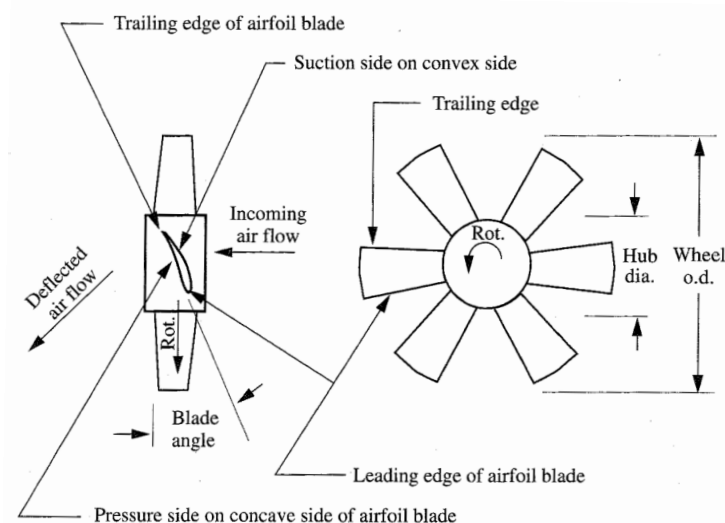 Trailing edge of airfoil blade
Suction side on convex side
Trailing edge
Incoming
air flow
Rot.
Hub
dia.
Wheel
o.d.
Deflected
air flow
Rot.
Blade
angle
Leading edge of airfoil blade
Pressure side on concave side of airfoil blade